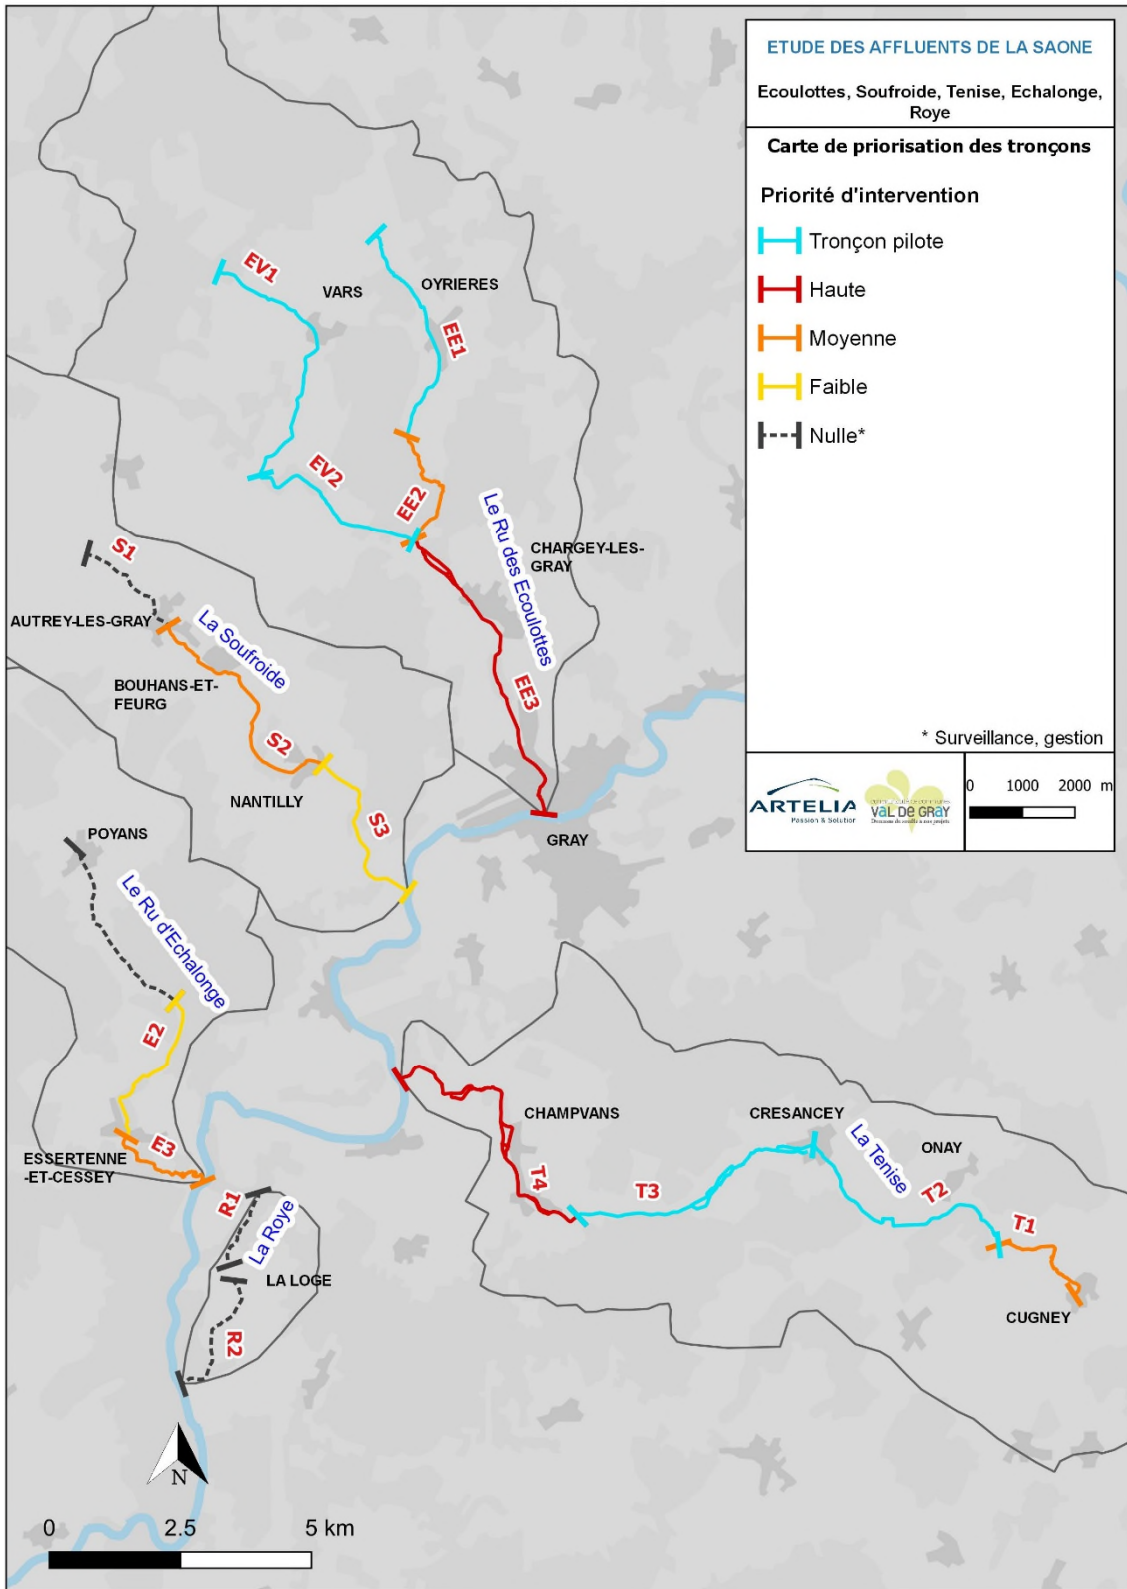 ETUDE DES AFFLUENTS DE LA SAONE
Ecoulottes, Soufroide, Tenise, Echalonge,
Roye
Carte de priorisation des tronçons
Priorité d'intervention
Tronçon pilote
Haute
Moyenne
Faible
Nulle*
* Surveillance, gestion
ARTELIA
Passion & Solutions
VAL DE GRAY
0 1000 2000 m
EV1
VARS
OYRIERES
EE1
EV2
EE2
Le Ru des Ecoulottes
CHARGEY-LES-
GRAY
EE3
GRAY
S1
AUTREY-LES-GRAY
La Soufroide
BOUHANS-ET-
FEURG
S2
NANTILLY
S3
POYANS
Le Ru d'Echalonge
E2
E3
ESSERTENNE
-ET-CESSEY
R1
La Roye
LA LOGE
R2
CHAMPVANS
T4
T3
CRESANCEY
La Tenise
ONAY
T2
T1
CUGNEY
N
0 2.5 5 km